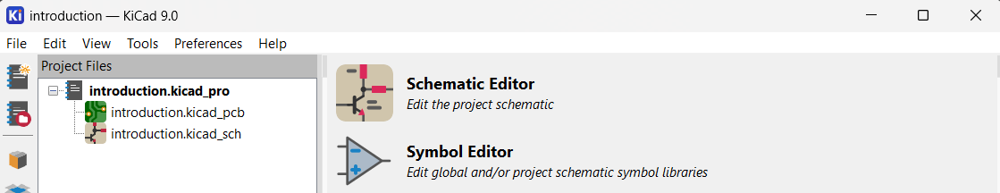 Ki introduction — KiCad 9.0
File Edit View Tools Preferences Help
Project Files
introduction.kicad_pro
introduction.kicad_pcb
introduction.kicad_sch
Schematic Editor
Edit the project schematic
Symbol Editor
Edit global and/or project schematic symbol libraries